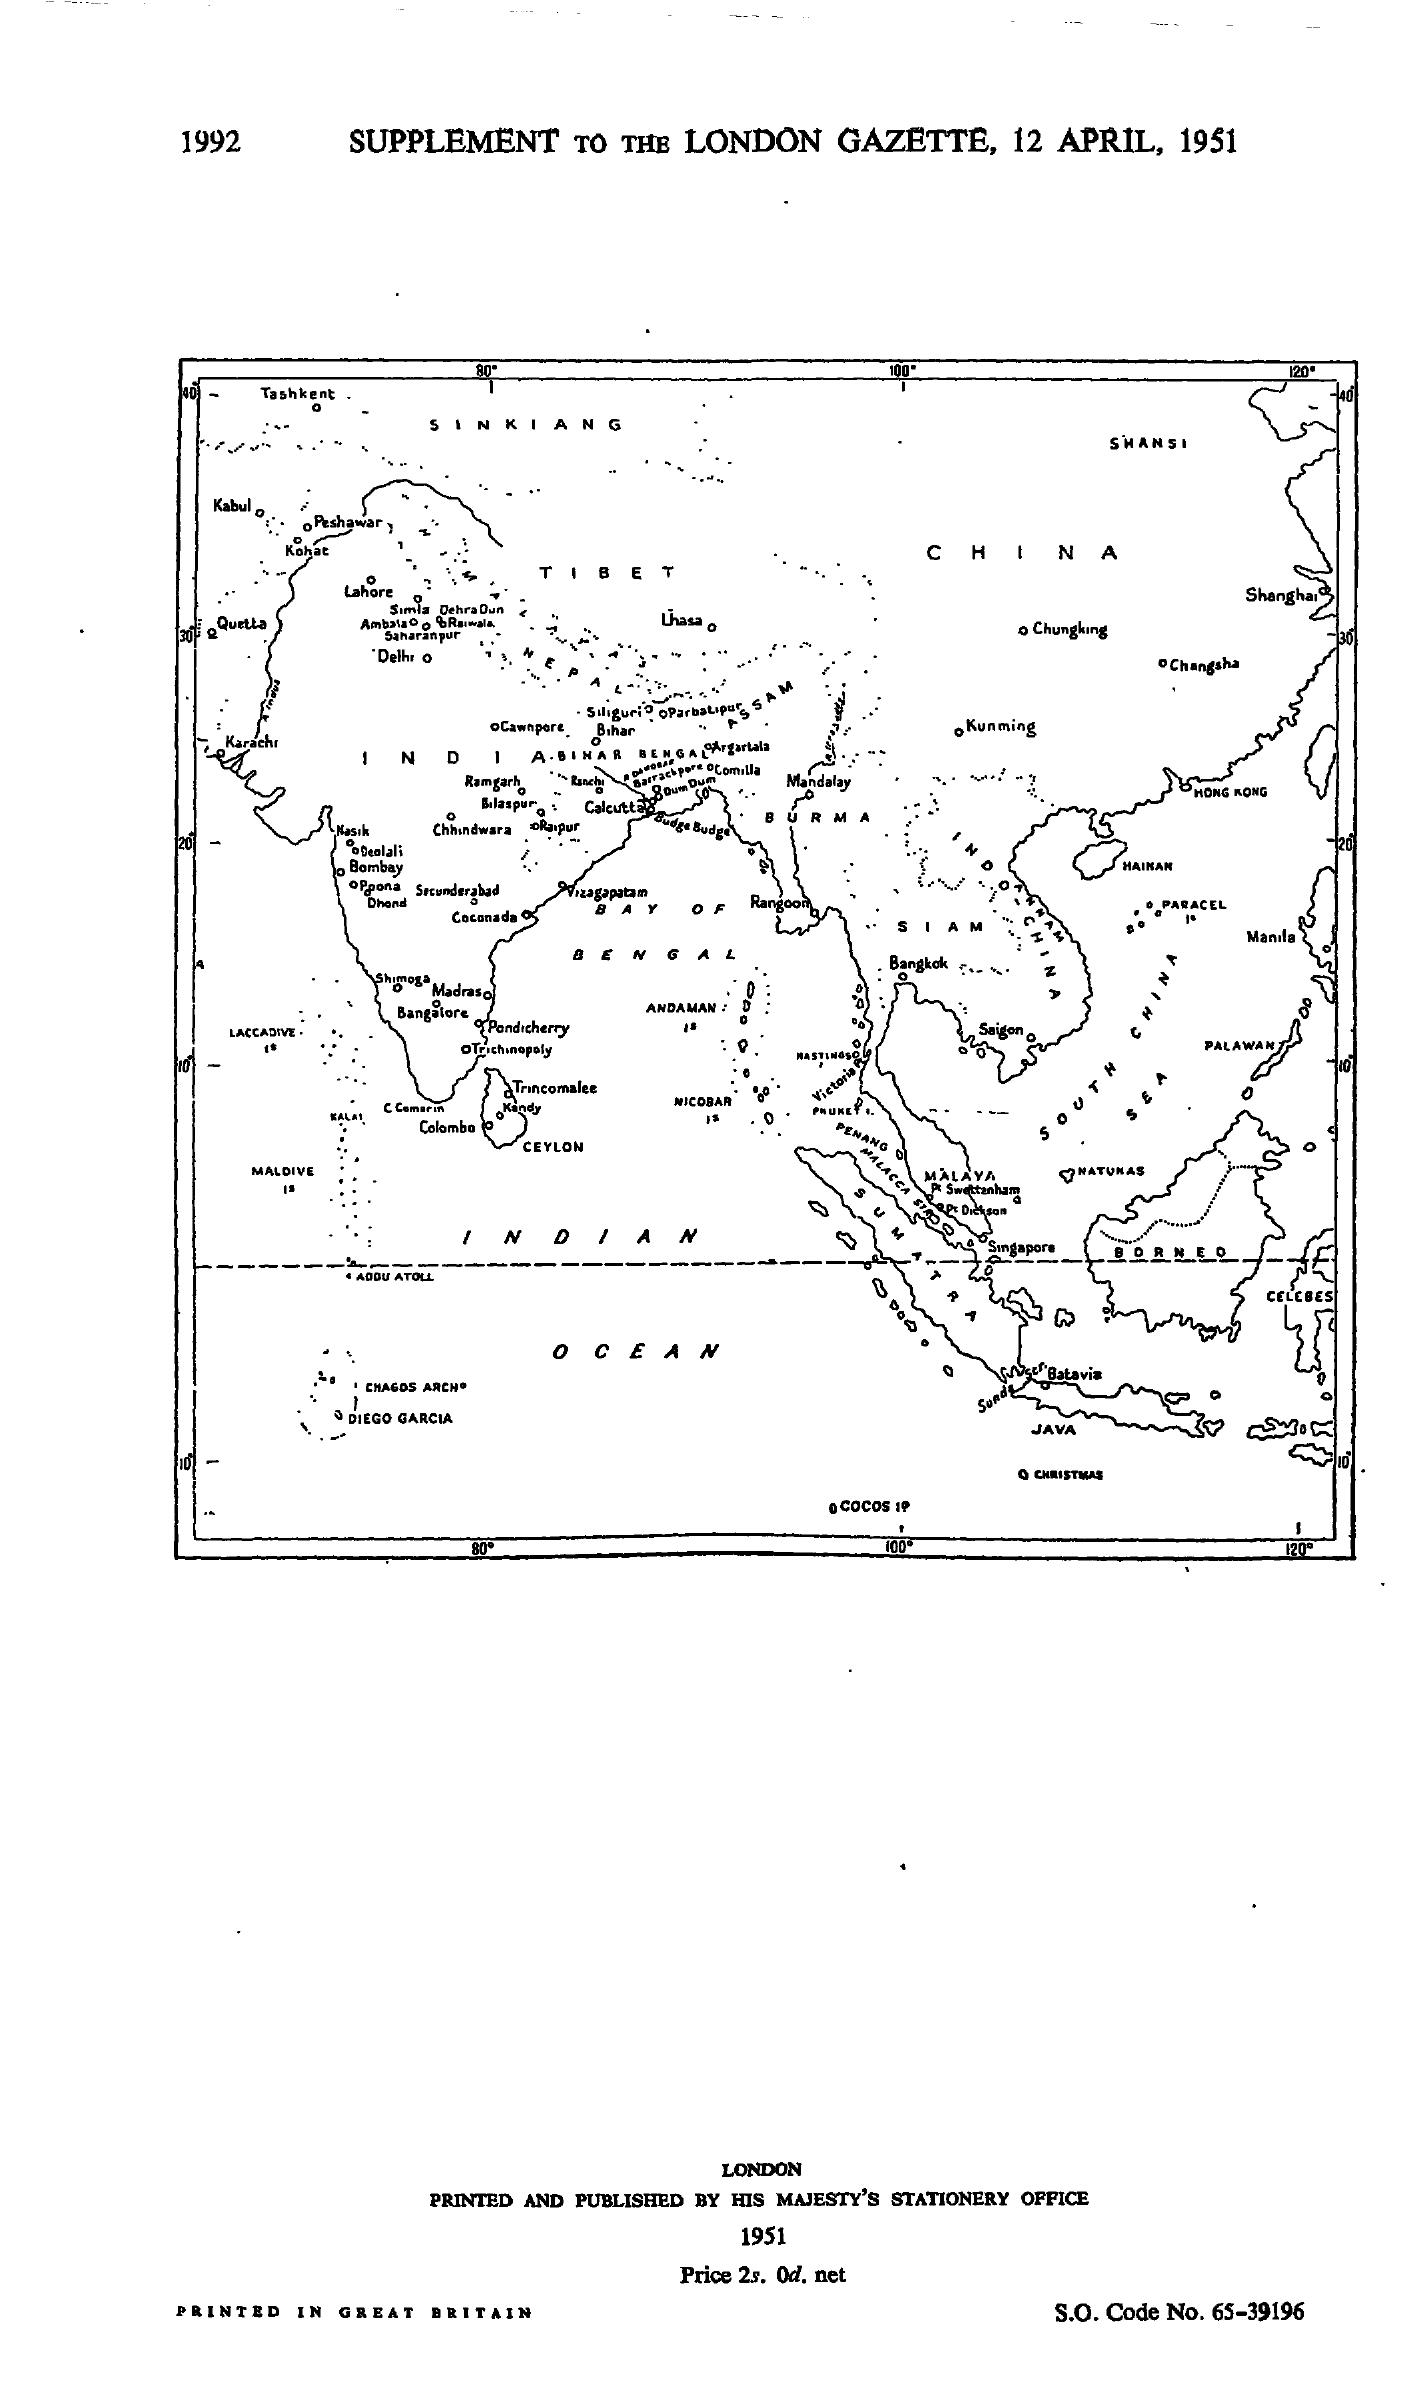 1992 SUPPLEMENT TO THE LONDON GAZETTE, 12 APRIL, 1951
80° 100° 120°
40° 40°
Tashkent
SINKIANG
SHANSI
Kabul
Peshawar
Kohat
CHINA
TIBET
Lahore
Shanghai
Simla Dehra Dun
Lhasa
Quetta
Ambala Raiwala
Chungking
30° 30°
Saharanpur
Delhi
NEPAL
Changsha
ASSAM
R INDUS
Siliguri Parbatipur
Cawnpore
Bihar
Kunming
Karachi
Argartala
INDIA
BIHAR BENGAL
Comilla
Barrackpore
Ramgarh
Ranchi
Mandalay
Dum Dum
HONG KONG
Bilaspur
Calcutta
BURMA
Budge Budge
Nasik
Chhindwara
Raipur
20° 20°
Deolali
Bombay
HAINAN
INDO-CHINA
ANNAM
Poona
Secunderabad
Vizagapatam
Dhond
Rangoon
PARACEL
Is
Coconada
BAY OF
BENGAL
SIAM
Manila
Bangkok
Shimoga
Madras
Bangalore
ANDAMAN
Is
Pondicherry
Saigon
LACCADIVE
Is
Trichinopoly
HASTINGS
PALAWAN
10° 10°
Victoria Pt
SOUTH CHINA SEA
Trincomalee
NICOBAR
Is
C Comorin
Kandy
PHUKET I.
KALAI
Colombo
PENANG
CEYLON
MALACCA STR
MALDIVE
Is
MALAYA
NATUNAS
Pt Swettenham
Pt Dickson
SUMATRA
INDIAN
Singapore
BORNEO
ADDU ATOLL
CELEBES
OCEAN
Sunda Str.
Batavia
CHAGOS ARCHO
DIEGO GARCIA
JAVA
10° 10°
CHRISTMAS
COCOS Is
80° 100° 120°
LONDON
PRINTED AND PUBLISHED BY HIS MAJESTY'S STATIONERY OFFICE
1951
Price 2s. 0d. net
PRINTED IN GREAT BRITAIN S.O. Code No. 65-39196